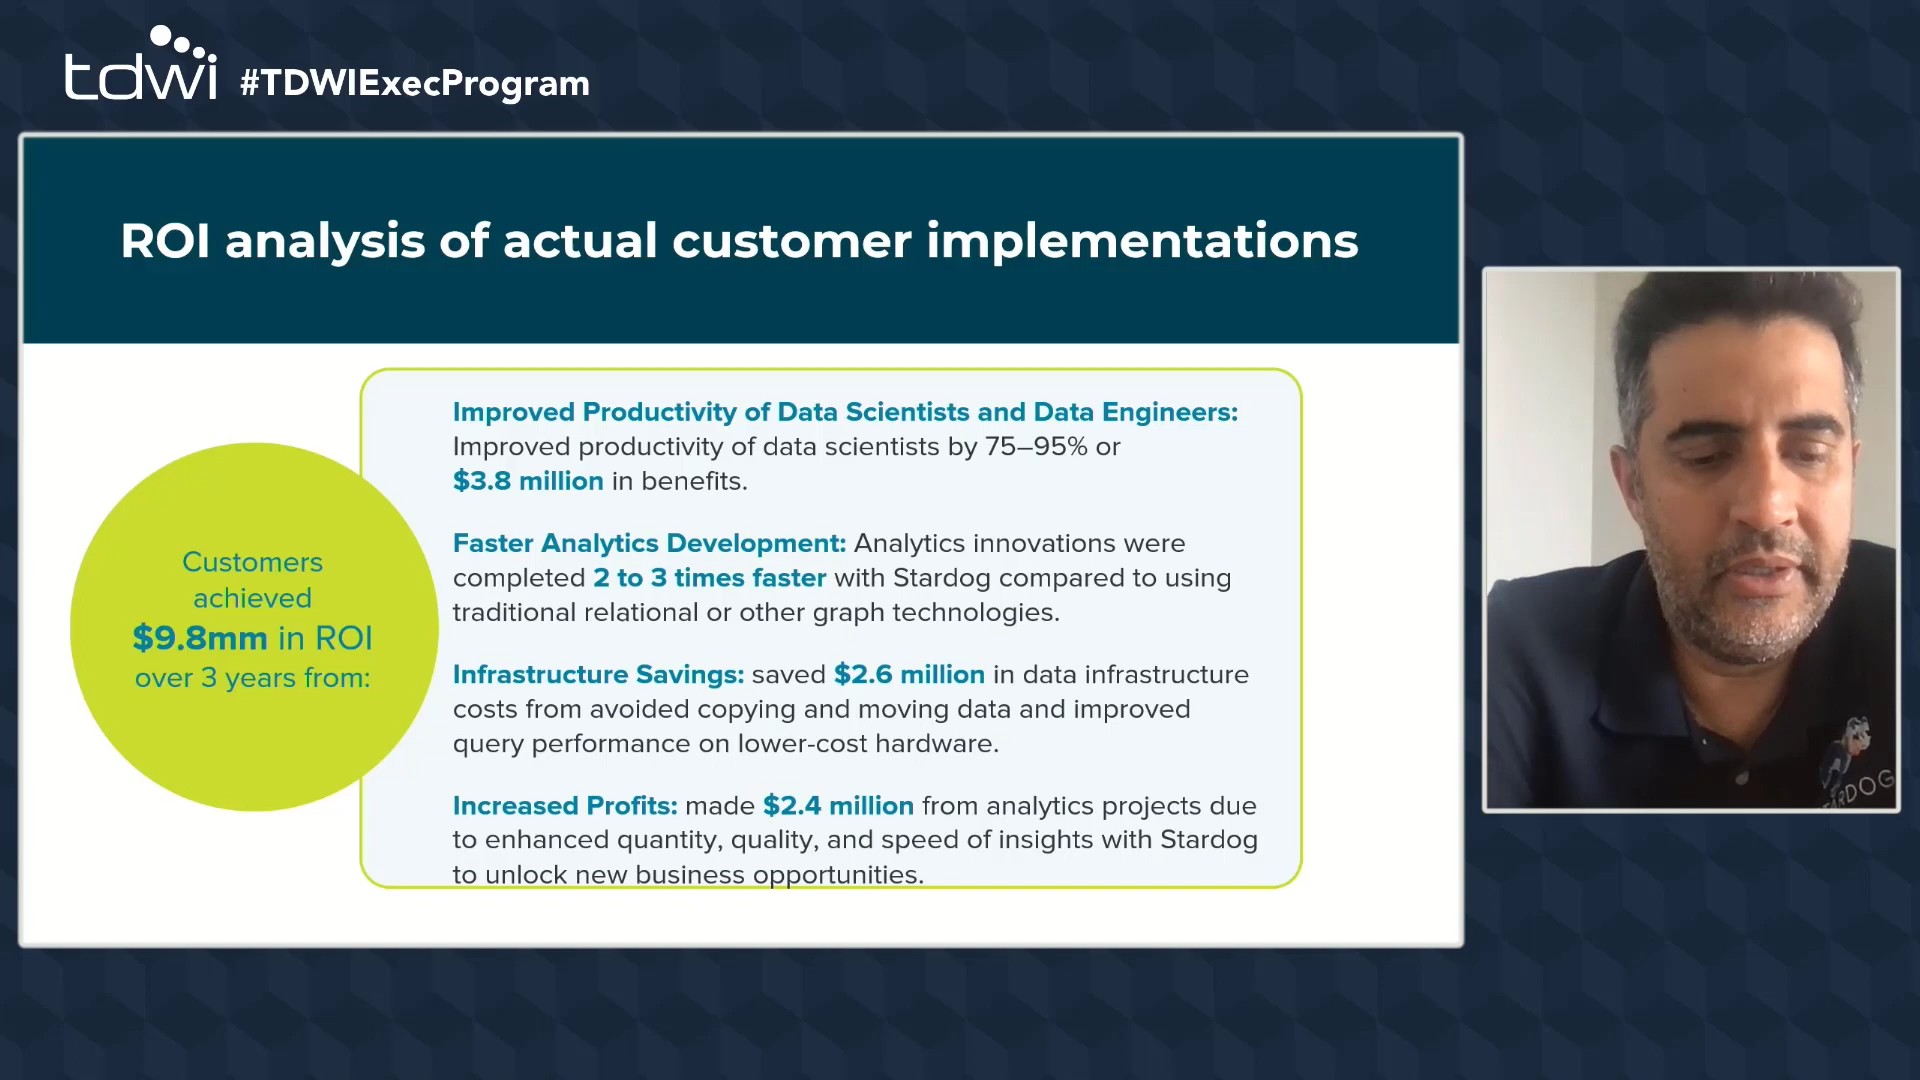 tdwi #TDWIExecProgram
ROI analysis of actual customer implementations
Customers
achieved
$9.8mm in ROI
over 3 years from:
Improved Productivity of Data Scientists and Data Engineers:
Improved productivity of data scientists by 75–95% or
$3.8 million in benefits.
Faster Analytics Development: Analytics innovations were
completed 2 to 3 times faster with Stardog compared to using
traditional relational or other graph technologies.
Infrastructure Savings: saved $2.6 million in data infrastructure
costs from avoided copying and moving data and improved
query performance on lower-cost hardware.
Increased Profits: made $2.4 million from analytics projects due
to enhanced quantity, quality, and speed of insights with Stardog
to unlock new business opportunities.